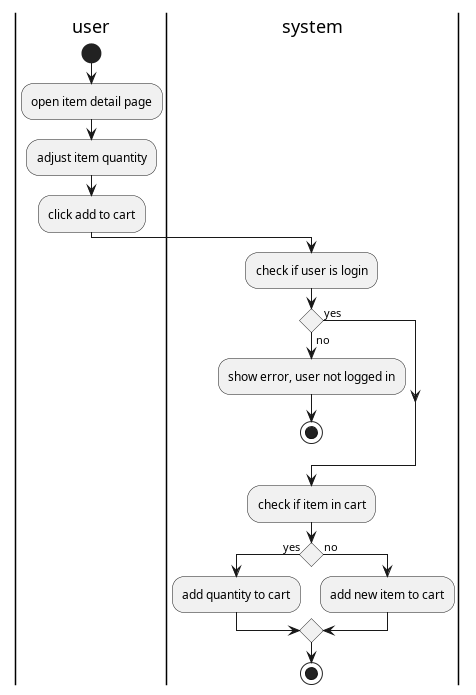 user
system
open item detail page
adjust item quantity
click add to cart
check if user is login
yes
no
show error, user not logged in
check if item in cart
yes
no
add quantity to cart
add new item to cart